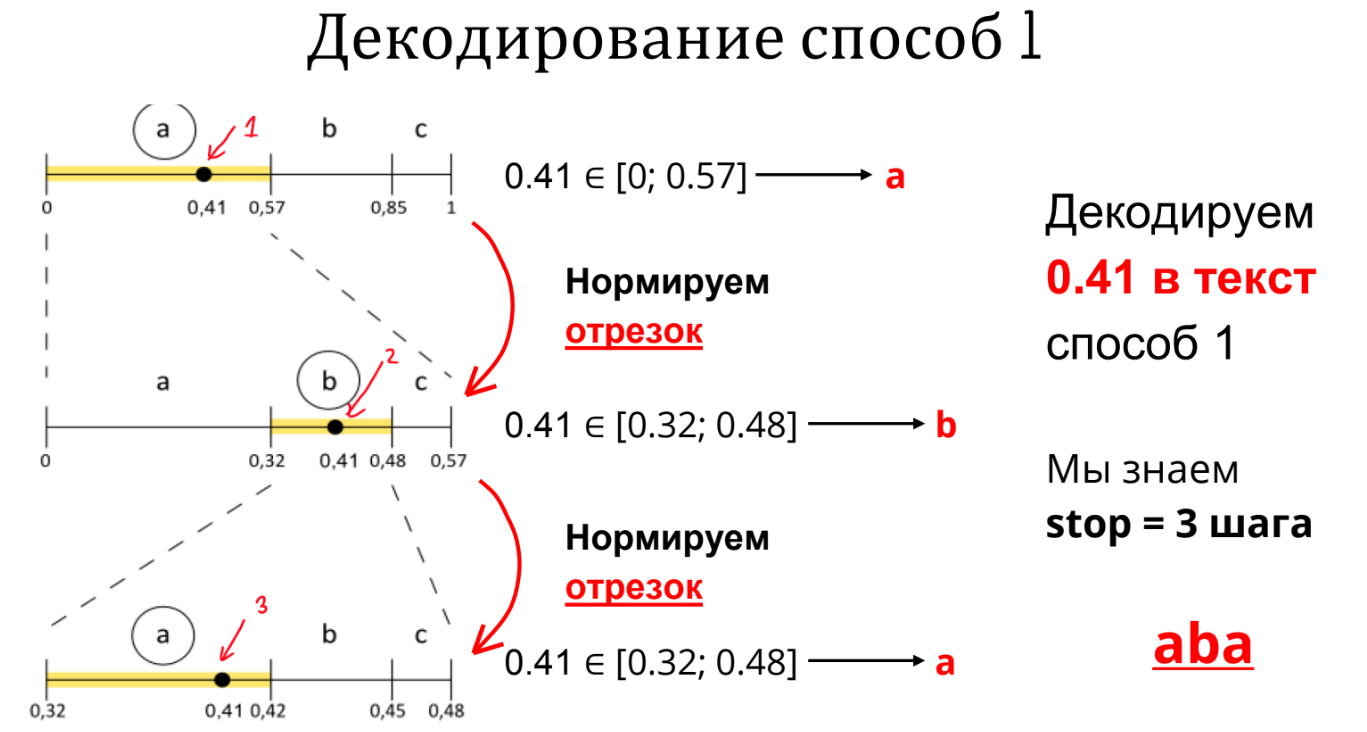 Декодирование способ 1
a b c
1
0 0,41 0,57 0,85 1
0.41 ∈ [0; 0.57] → a
Нормируем
отрезок
a b c
2
0 0,32 0,41 0,48 0,57
0.41 ∈ [0.32; 0.48] → b
Нормируем
отрезок
a b c
3
0,32 0,41 0,42 0,45 0,48
0.41 ∈ [0.32; 0.48] → a
Декодируем
0.41 в текст
способ 1
Мы знаем
stop = 3 шага
aba